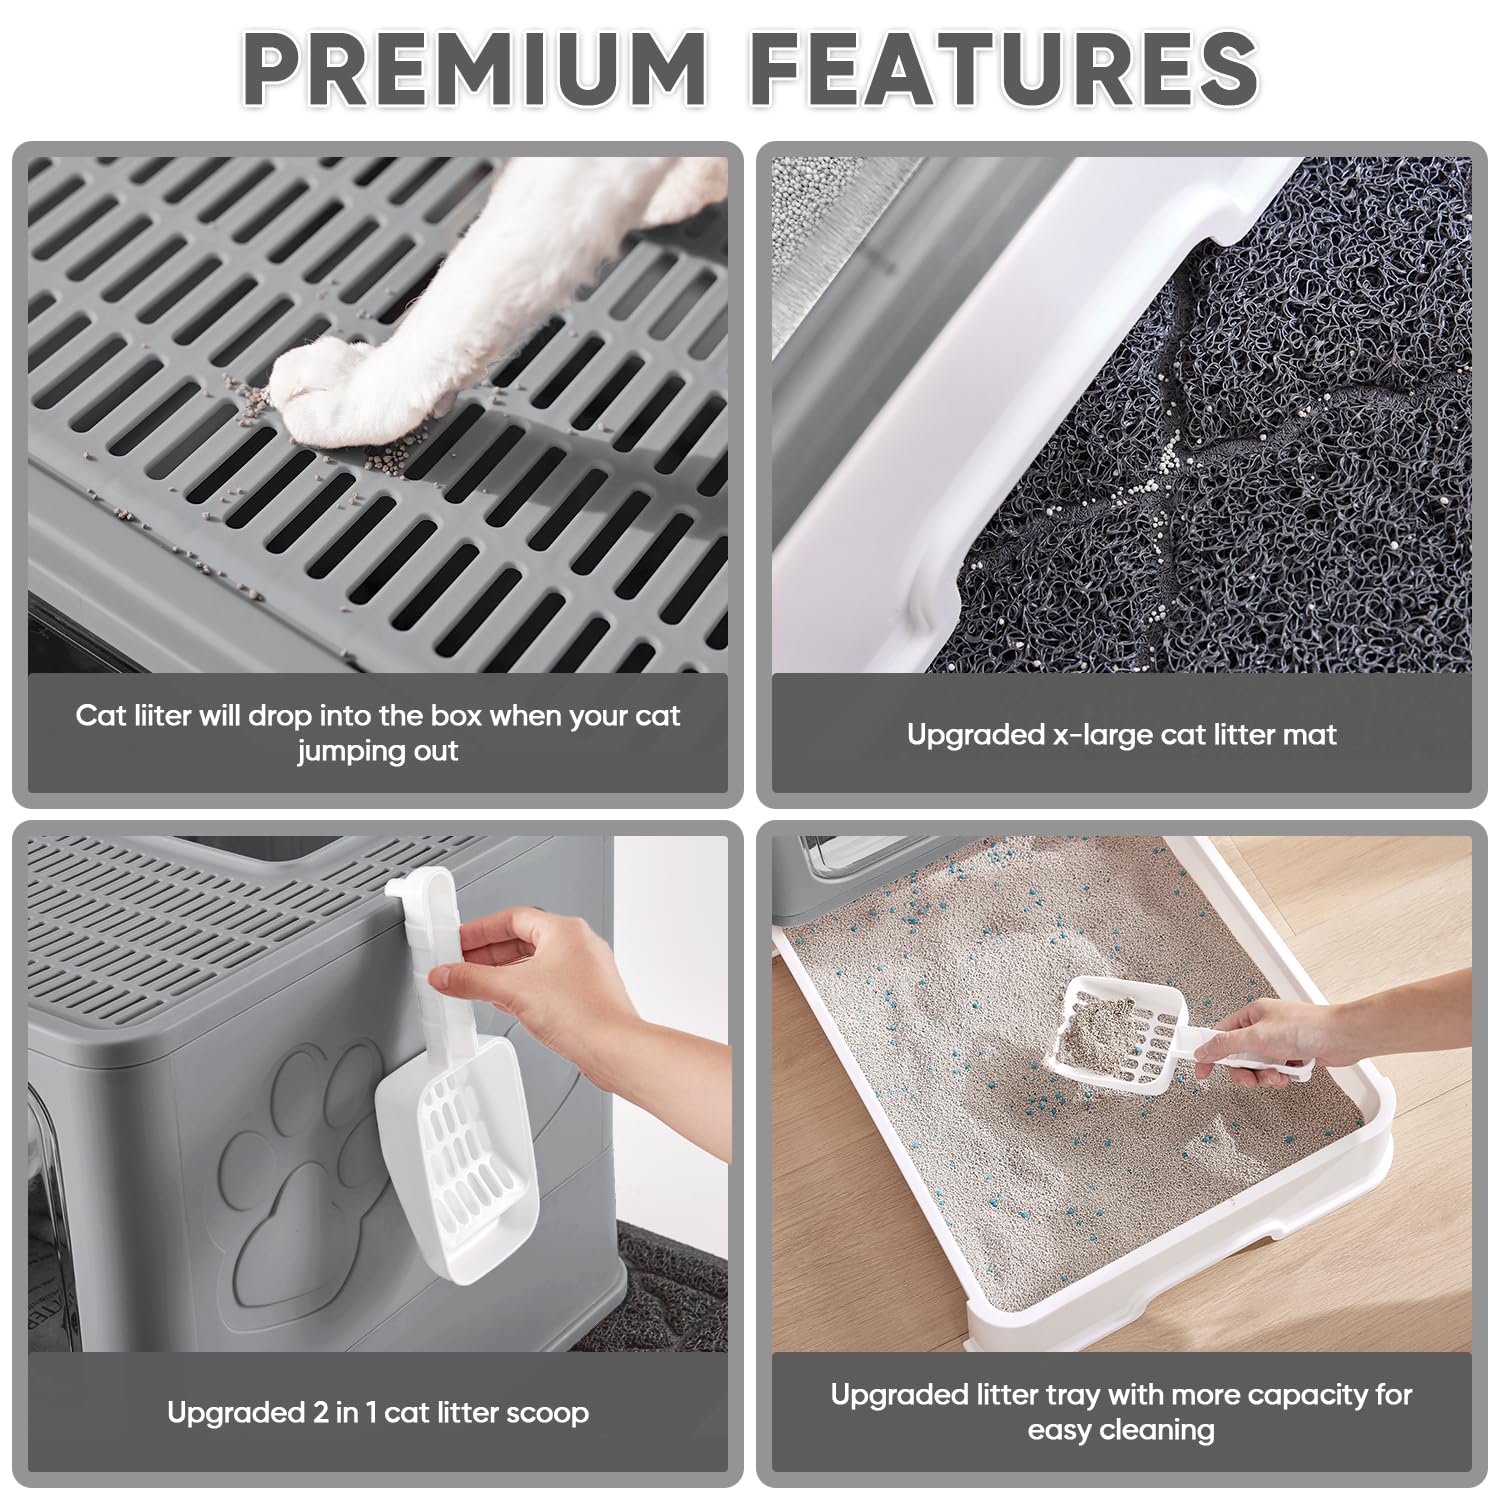 PREMIUM FEATURES
Cat liiter will drop into the box when your cat
jumping out
Upgraded x-large cat litter mat
Upgraded 2 in 1 cat litter scoop
Upgraded litter tray with more capacity for
easy cleaning